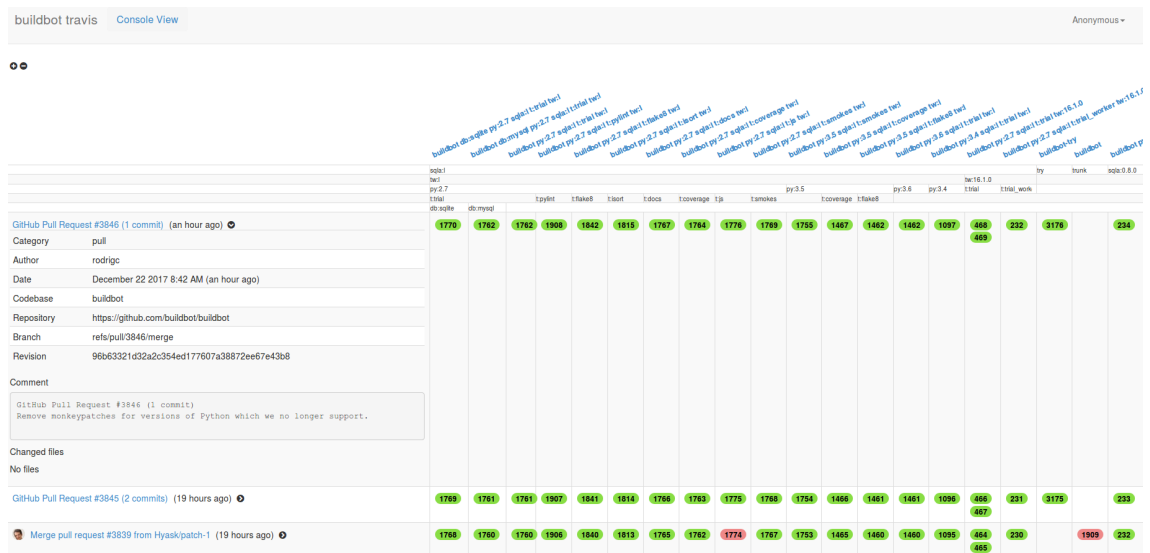 buildbot travis Console View Anonymous
buildbot db:sqlite py:2.7 sqla:l t:trial tw:l
buildbot db:mysql py:2.7 sqla:l t:trial tw:l
buildbot py:2.7 sqla:l t:trial tw:l
buildbot py:2.7 sqla:l t:pylint tw:l
buildbot py:2.7 sqla:l t:flake8 tw:l
buildbot py:2.7 sqla:l t:isort tw:l
buildbot py:2.7 sqla:l t:docs tw:l
buildbot py:2.7 sqla:l t:coverage tw:l
buildbot py:2.7 sqla:l t:js tw:l
buildbot py:2.7 sqla:l t:smokes tw:l
buildbot py:3.5 sqla:l t:smokes tw:l
buildbot py:3.5 sqla:l t:coverage tw:l
buildbot py:3.5 sqla:l t:flake8 tw:l
buildbot py:3.6 sqla:l t:trial tw:l
buildbot py:3.4 sqla:l t:trial tw:l
buildbot py:2.7 sqla:l t:trial tw:16.1.0
buildbot py:2.7 sqla:l t:trial_worker tw:16.1.0
buildbot-try
buildbot
buildbot
sqla:l try trunk sqla:0.8.0
tw:l tw:16.1.0
py:2.7 py:3.5 py:3.6 py:3.4 t:trial t:trial_work
t:trial t:pylint t:flake8 t:isort t:docs t:coverage t:js t:smokes t:coverage t:flake8
db:sqlite db:mysql
GitHub Pull Request #3846 (1 commit) (an hour ago) 1770 1762 1762 1908 1842 1815 1767 1764 1776 1769 1755 1467 1462 1462 1097 468 232 3176 234
469
Category pull
Author rodrigc
Date December 22 2017 8:42 AM (an hour ago)
Codebase buildbot
Repository https://github.com/buildbot/buildbot
Branch refs/pull/3846/merge
Revision 96b63321d32a2c354ed177607a38872ee67e43b8
Comment
GitHub Pull Request #3846 (1 commit)
Remove monkeypatches for versions of Python which we no longer support.
Changed files
No files
GitHub Pull Request #3845 (2 commits) (19 hours ago) 1769 1761 1761 1907 1841 1814 1766 1763 1775 1768 1754 1466 1461 1461 1096 466 231 3175 233
467
Merge pull request #3839 from Hyask/patch-1 (19 hours ago) 1768 1760 1760 1906 1840 1813 1765 1762 1774 1767 1753 1465 1460 1460 1095 464 230 1909 232
465